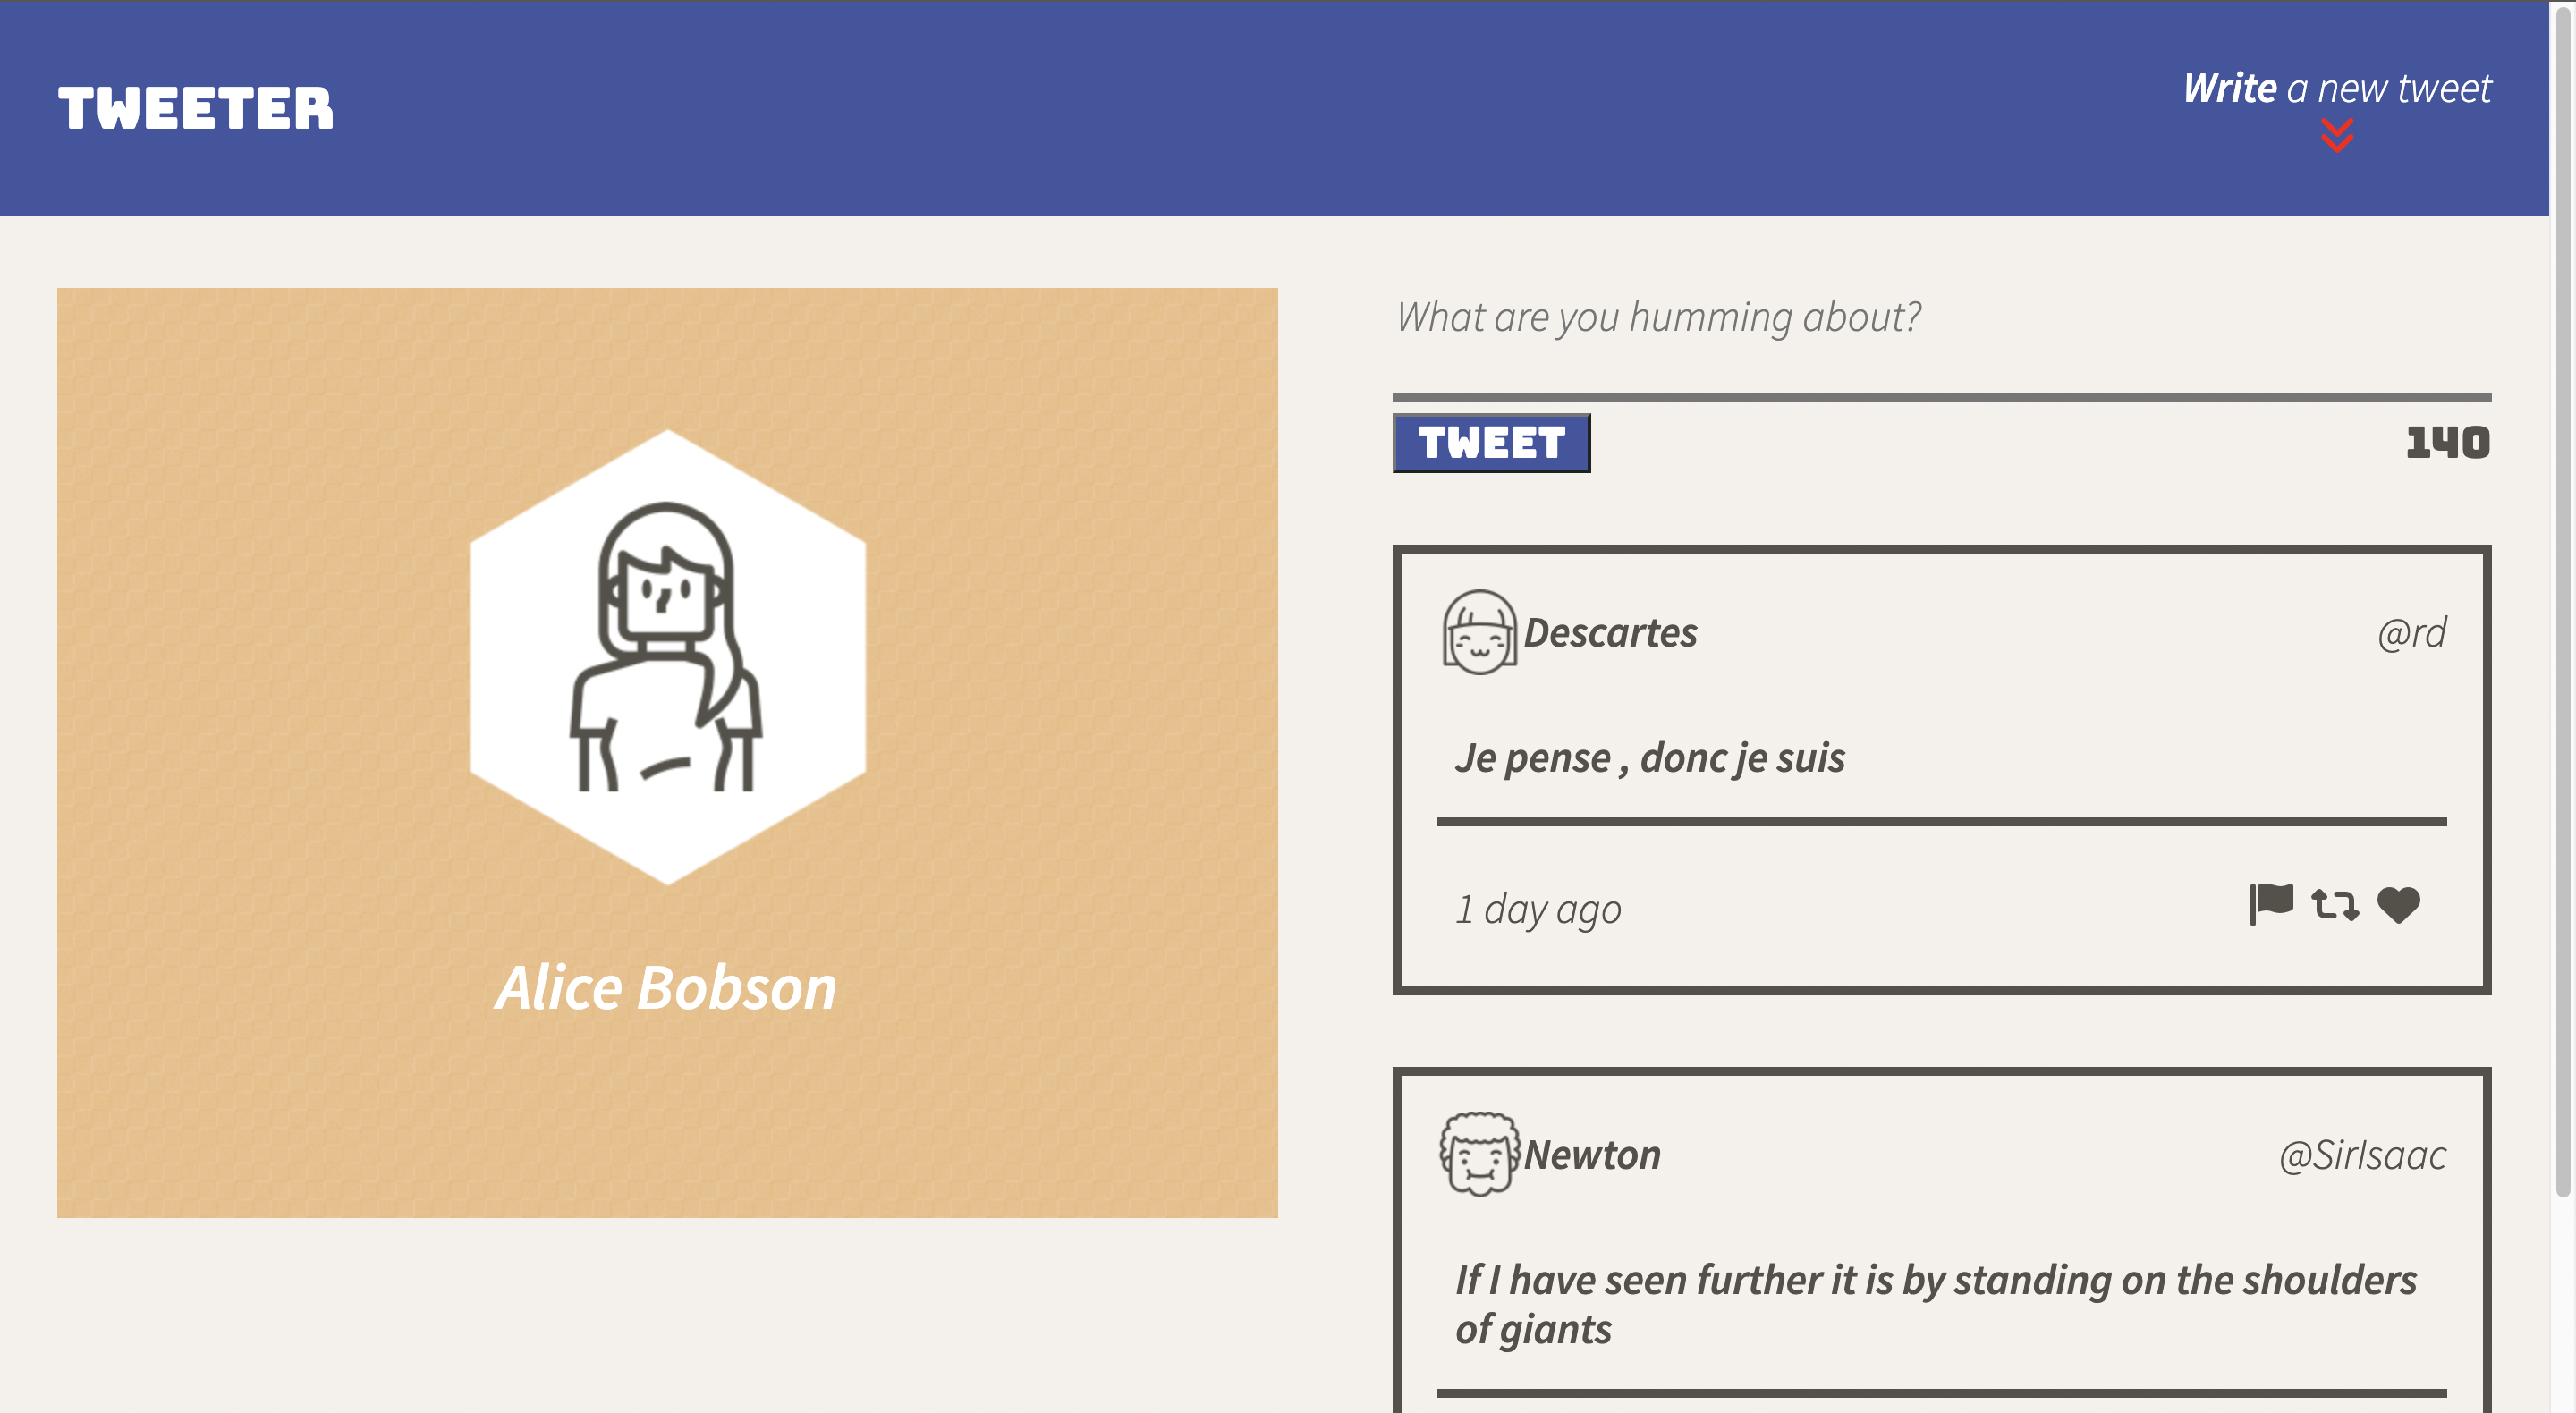 TWEETER
Write a new tweet
Alice Bobson
What are you humming about?
TWEET
140
Descartes
@rd
Je pense , donc je suis
1 day ago
Newton
@SirIsaac
If I have seen further it is by standing on the shoulders
of giants